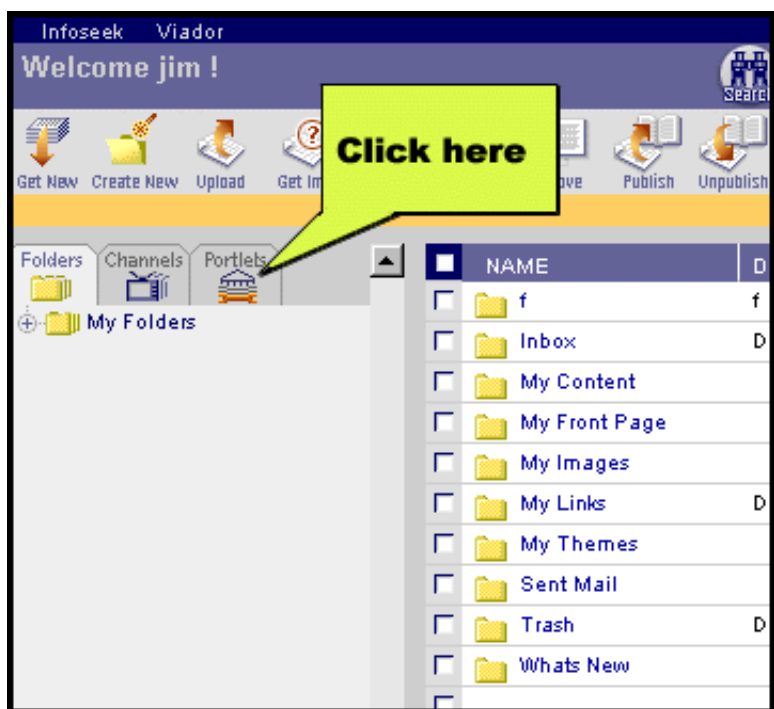 Infoseek Viador
Welcome jim !
Search
Click here
Get New Create New Upload Get Im ove Publish Unpublish
Folders Channels Portlets
NAME D
My Folders
f f
Inbox D
My Content
My Front Page
My Images
My Links D
My Themes
Sent Mail
Trash D
Whats New